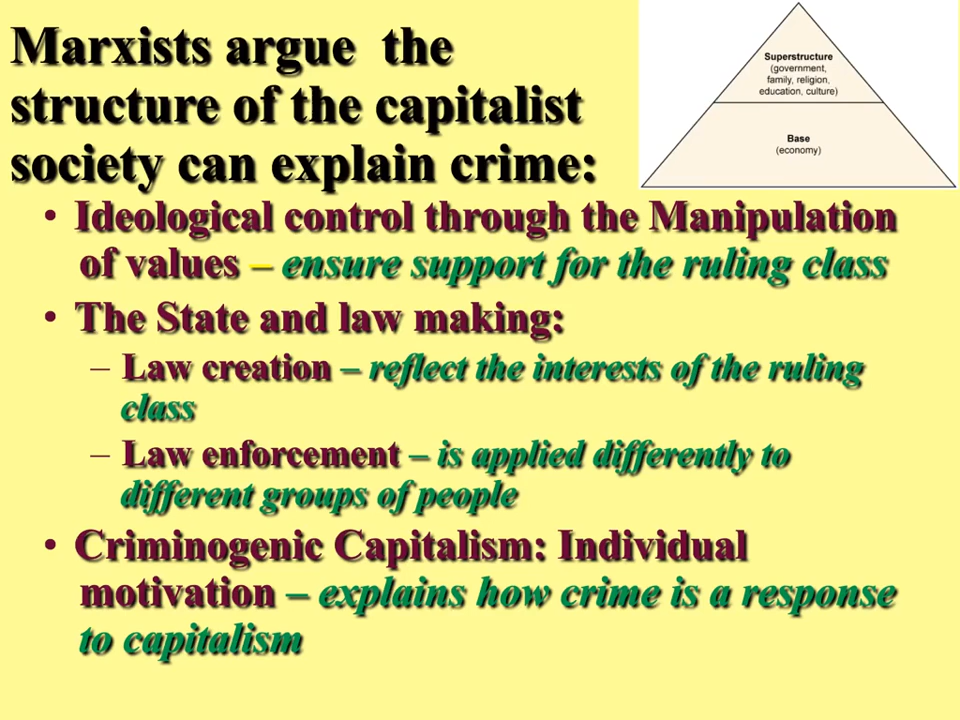 Marxists argue the
structure of the capitalist
society can explain crime:
Superstructure
(government,
family, religion,
education, culture)
Base
(economy)
• Ideological control through the Manipulation
of values – ensure support for the ruling class
• The State and law making:
– Law creation – reflect the interests of the ruling
class
– Law enforcement – is applied differently to
different groups of people
• Criminogenic Capitalism: Individual
motivation – explains how crime is a response
to capitalism